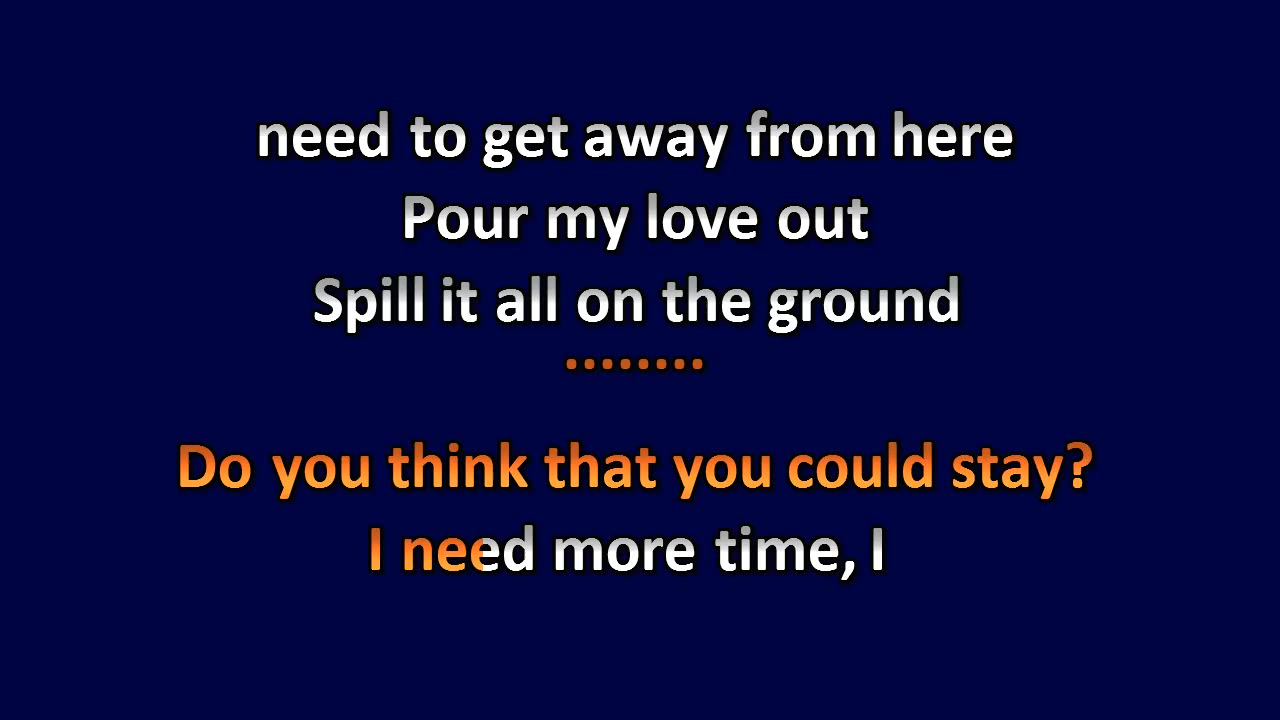 need to get away from here
Pour my love out
Spill it all on the ground
........
Do you think that you could stay?
I need more time, I